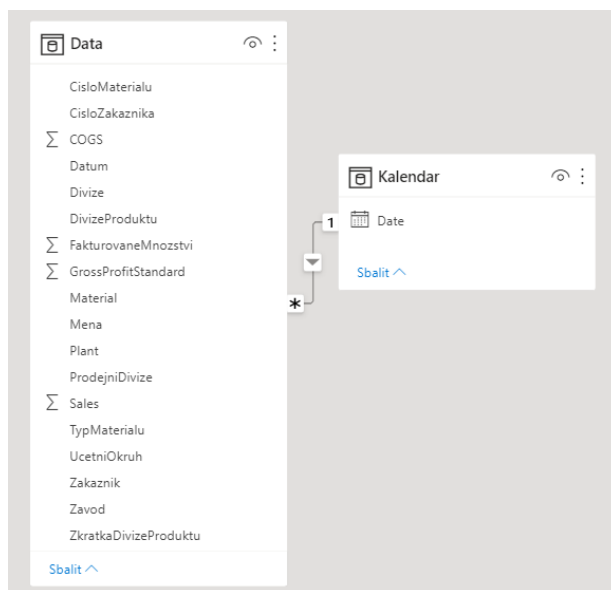 Data
CisloMaterialu
CisloZakaznika
COGS
Datum
Divize
DivizeProduktu
FakturovaneMnozstvi
GrossProfitStandard
Material
Mena
Plant
ProdejniDivize
Sales
TypMaterialu
UcetniOkruh
Zakaznik
Zavod
ZkratkaDivizeProduktu
Sbalit
1
*
Kalendar
Date
Sbalit